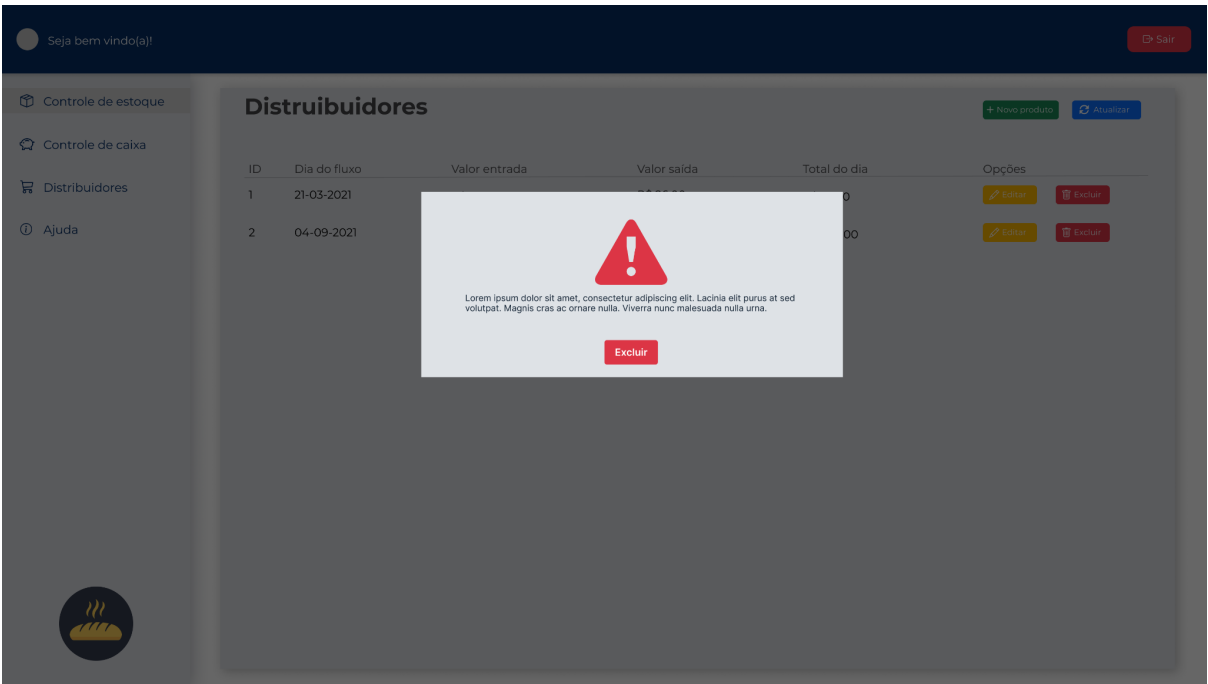 Seja bem vindo(a)!
Sair
Controle de estoque
Controle de caixa
Distribuidores
Ajuda
Distruibuidores
+ Novo produto
Atualizar
ID Dia do fluxo Valor entrada Valor saída Total do dia Opções
1 21-03-2021 0 Editar Excluir
2 04-09-2021 00 Editar Excluir
Lorem ipsum dolor sit amet, consectetur adipiscing elit. Lacinia elit purus at sed
volutpat. Magnis cras ac ornare nulla. Viverra nunc malesuada nulla urna.
Excluir